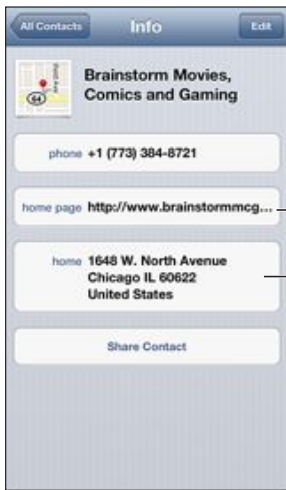 All Contacts Info Edit
Brainstorm Movies,
Comics and Gaming
phone +1 (773) 384-8721
home page http://www.brainstormmcg...
home 1648 W. North Avenue
Chicago IL 60622
United States
Share Contact